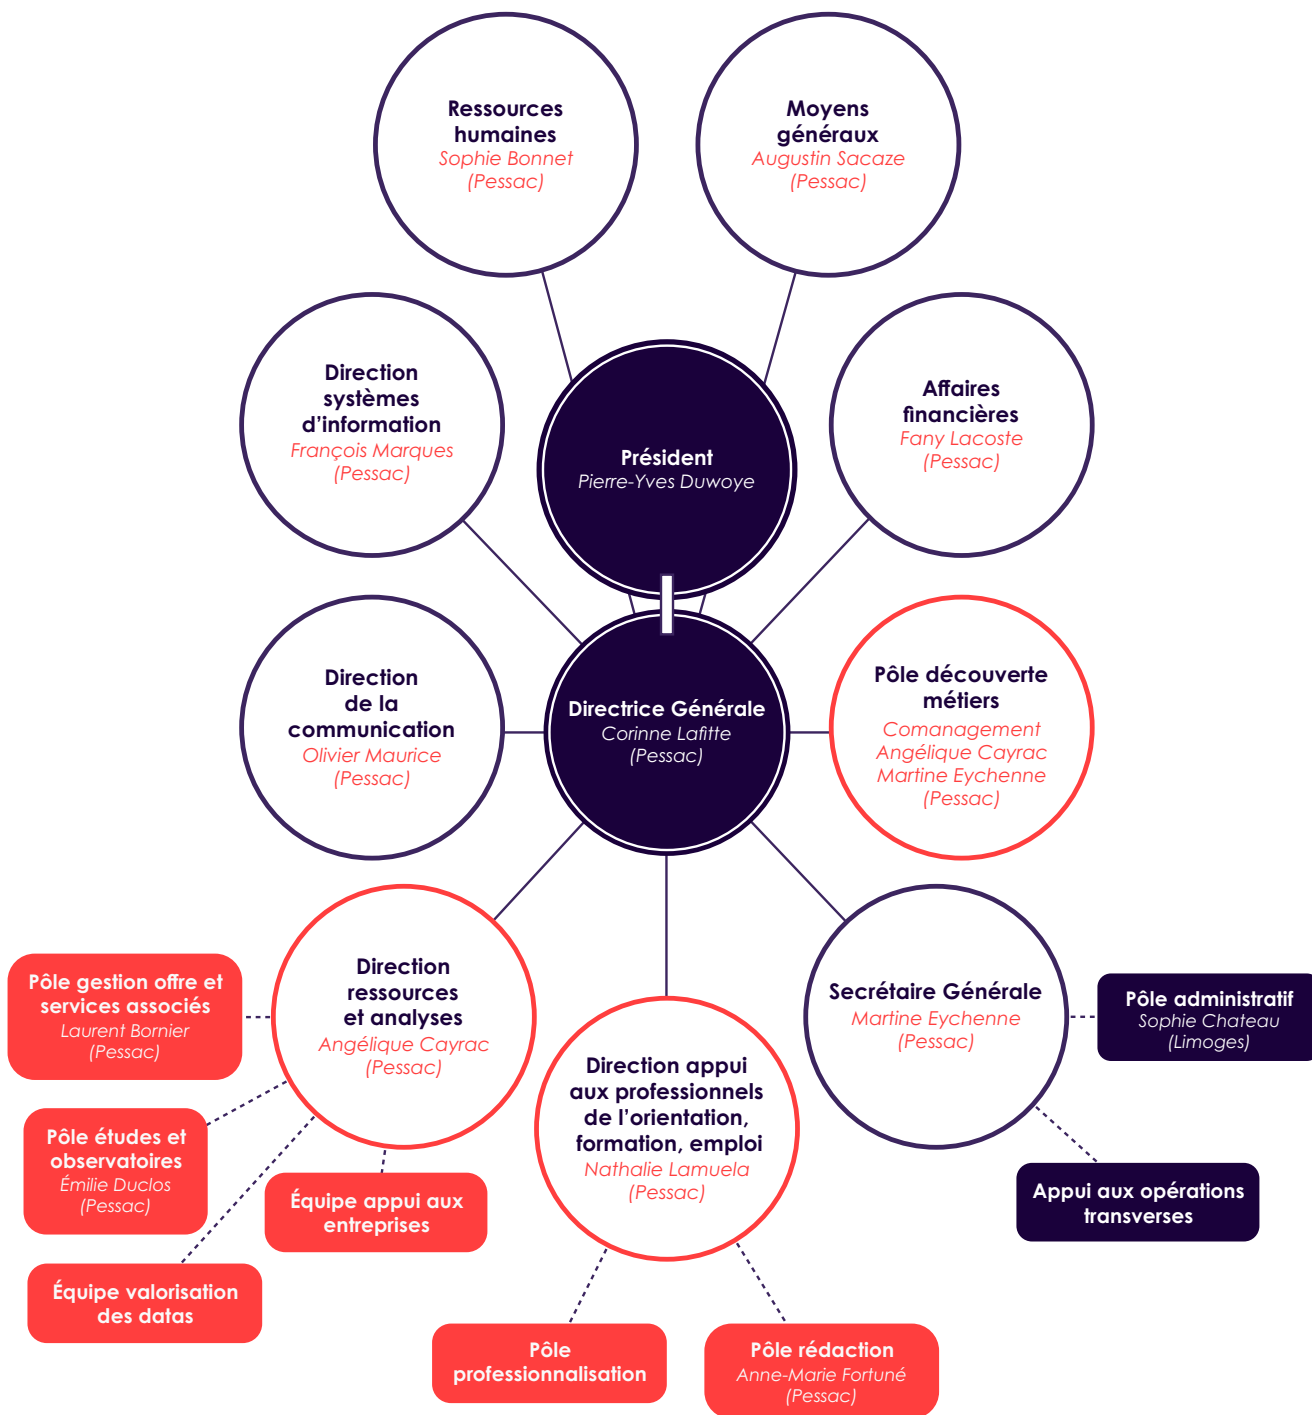 Ressources
humaines
Sophie Bonnet
(Pessac)
Moyens
généraux
Augustin Sacaze
(Pessac)
Direction
systèmes
d’information
François Marques
(Pessac)
Président
Pierre-Yves Duwoye
Affaires
financières
Fany Lacoste
(Pessac)
Direction
de la
communication
Olivier Maurice
(Pessac)
Directrice Générale
Corinne Lafitte
(Pessac)
Pôle découverte
métiers
Comanagement
Angélique Cayrac
Martine Eychenne
(Pessac)
Direction
ressources
et analyses
Angélique Cayrac
(Pessac)
Pôle gestion offre et
services associés
Laurent Bornier
(Pessac)
Pôle études et
observatoires
Émilie Duclos
(Pessac)
Équipe valorisation
des datas
Équipe appui aux
entreprises
Direction appui
aux professionnels
de l’orientation,
formation, emploi
Nathalie Lamuela
(Pessac)
Pôle
professionnalisation
Pôle rédaction
Anne-Marie Fortuné
(Pessac)
Secrétaire Générale
Martine Eychenne
(Pessac)
Pôle administratif
Sophie Chateau
(Limoges)
Appui aux opérations
transverses